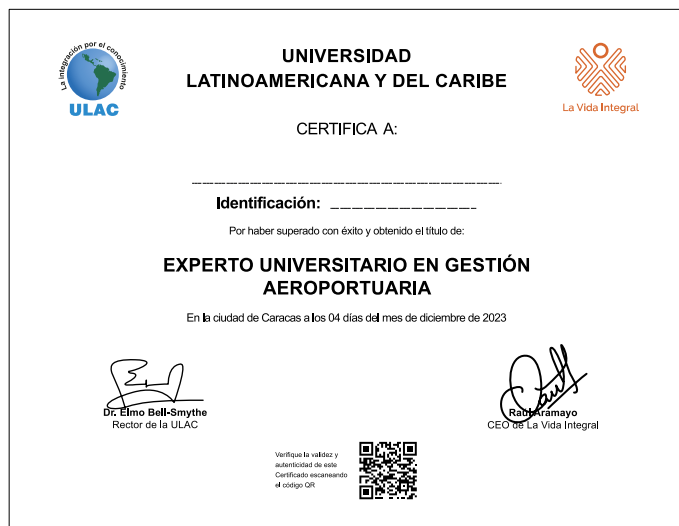 La integración por el conocimiento
ULAC
UNIVERSIDAD
LATINOAMERICANA Y DEL CARIBE
La Vida Integral
CERTIFICA A:
Identificación:
Por haber superado con éxito y obtenido el título de:
EXPERTO UNIVERSITARIO EN GESTIÓN
AEROPORTUARIA
En la ciudad de Caracas a los 04 días del mes de diciembre de 2023
Dr. Elmo Bell-Smythe
Rector de la ULAC
Raúl Aramayo
CEO de La Vida Integral
Verifique la validez y
autenticidad de este
Certificado escaneando
el código QR